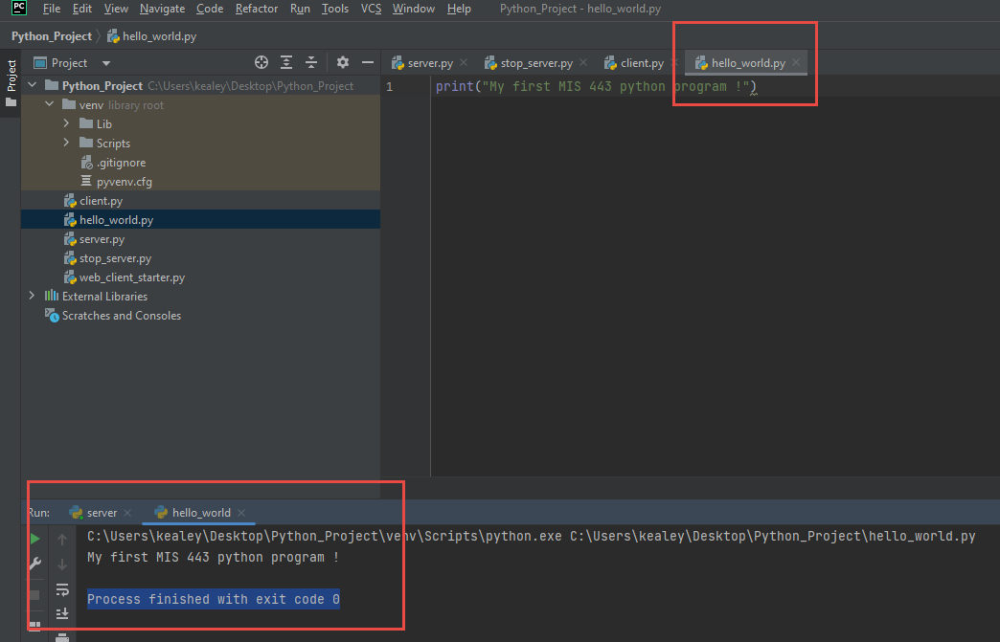 PC File Edit View Navigate Code Refactor Run Tools VCS Window Help Python_Project - hello_world.py
Python_Project hello_world.py
Project
Project
server.py stop_server.py client.py hello_world.py
Python_Project C:\Users\kealey\Desktop\Python_Project
1 print("My first MIS 443 python program !")
venv library root
Lib
Scripts
.gitignore
pyvenv.cfg
client.py
hello_world.py
server.py
stop_server.py
web_client_starter.py
External Libraries
Scratches and Consoles
Run: server hello_world
C:\Users\kealey\Desktop\Python_Project\venv\Scripts\python.exe C:\Users\kealey\Desktop\Python_Project\hello_world.py
My first MIS 443 python program !
Process finished with exit code 0